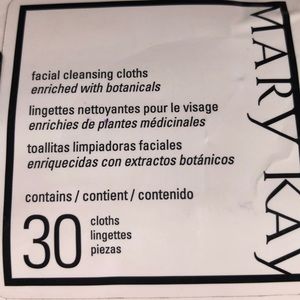 facial cleansing cloths
enriched with botanicals
lingettes nettoyantes pour le visage
enrichies de plantes médicinales
toallitas limpiadoras faciales
enriquecidas con extractos botánicos
contains / contient / contenido
30 cloths
lingettes
piezas
MARY KAY